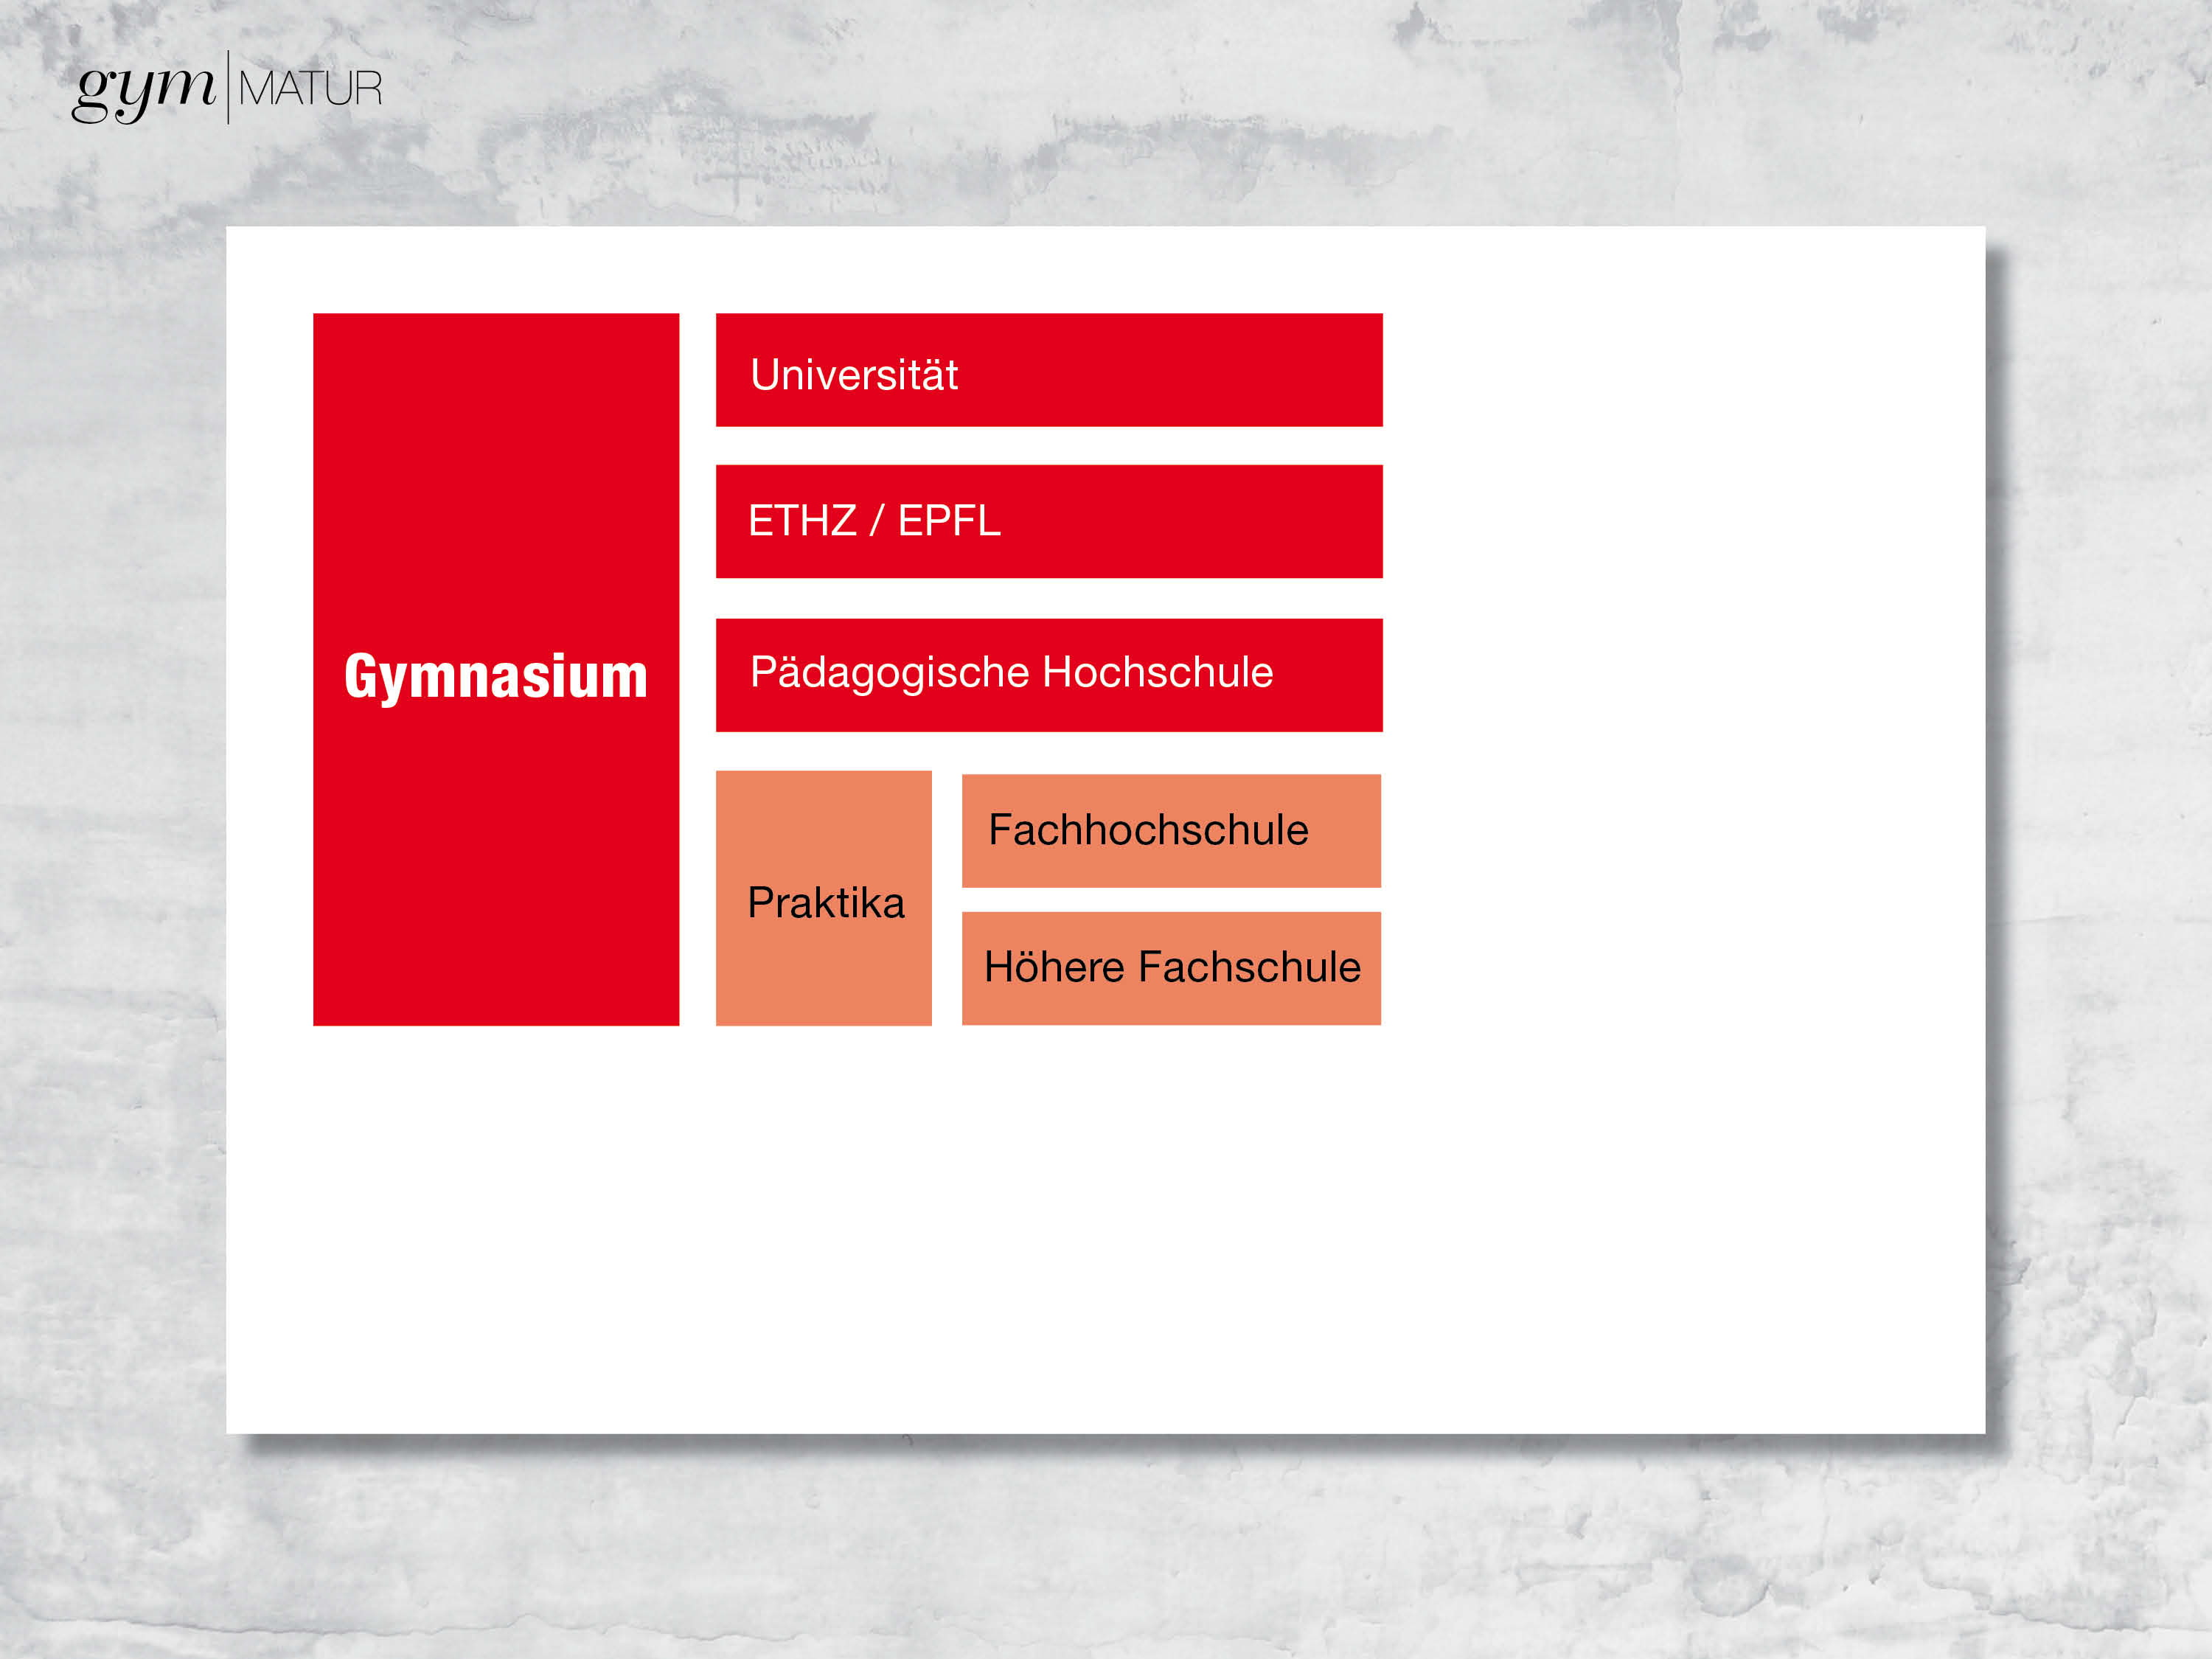 gym|MATUR
Gymnasium
Universität
ETHZ / EPFL
Pädagogische Hochschule
Praktika
Fachhochschule
Höhere Fachschule